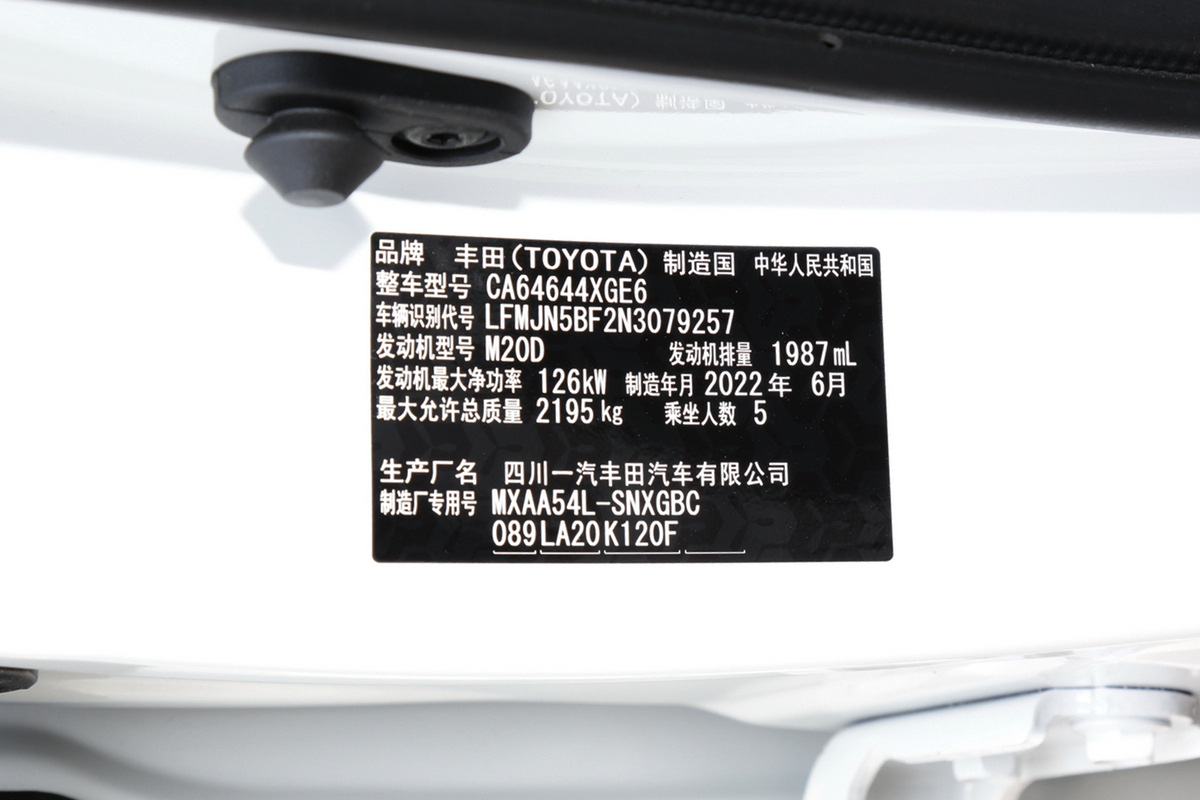 品牌 丰田(TOYOTA) 制造国 中华人民共和国
整车型号 CA64644XGE6
车辆识别代号 LFMJN5BF2N3079257
发动机型号 M20D 发动机排量 1987mL
发动机最大净功率 126kW 制造年月 2022年 6月
最大允许总质量 2195kg 乘坐人数 5
生产厂名 四川一汽丰田汽车有限公司
制造厂专用号 MXAA54L-SNXGBC
089 LA20 K120F